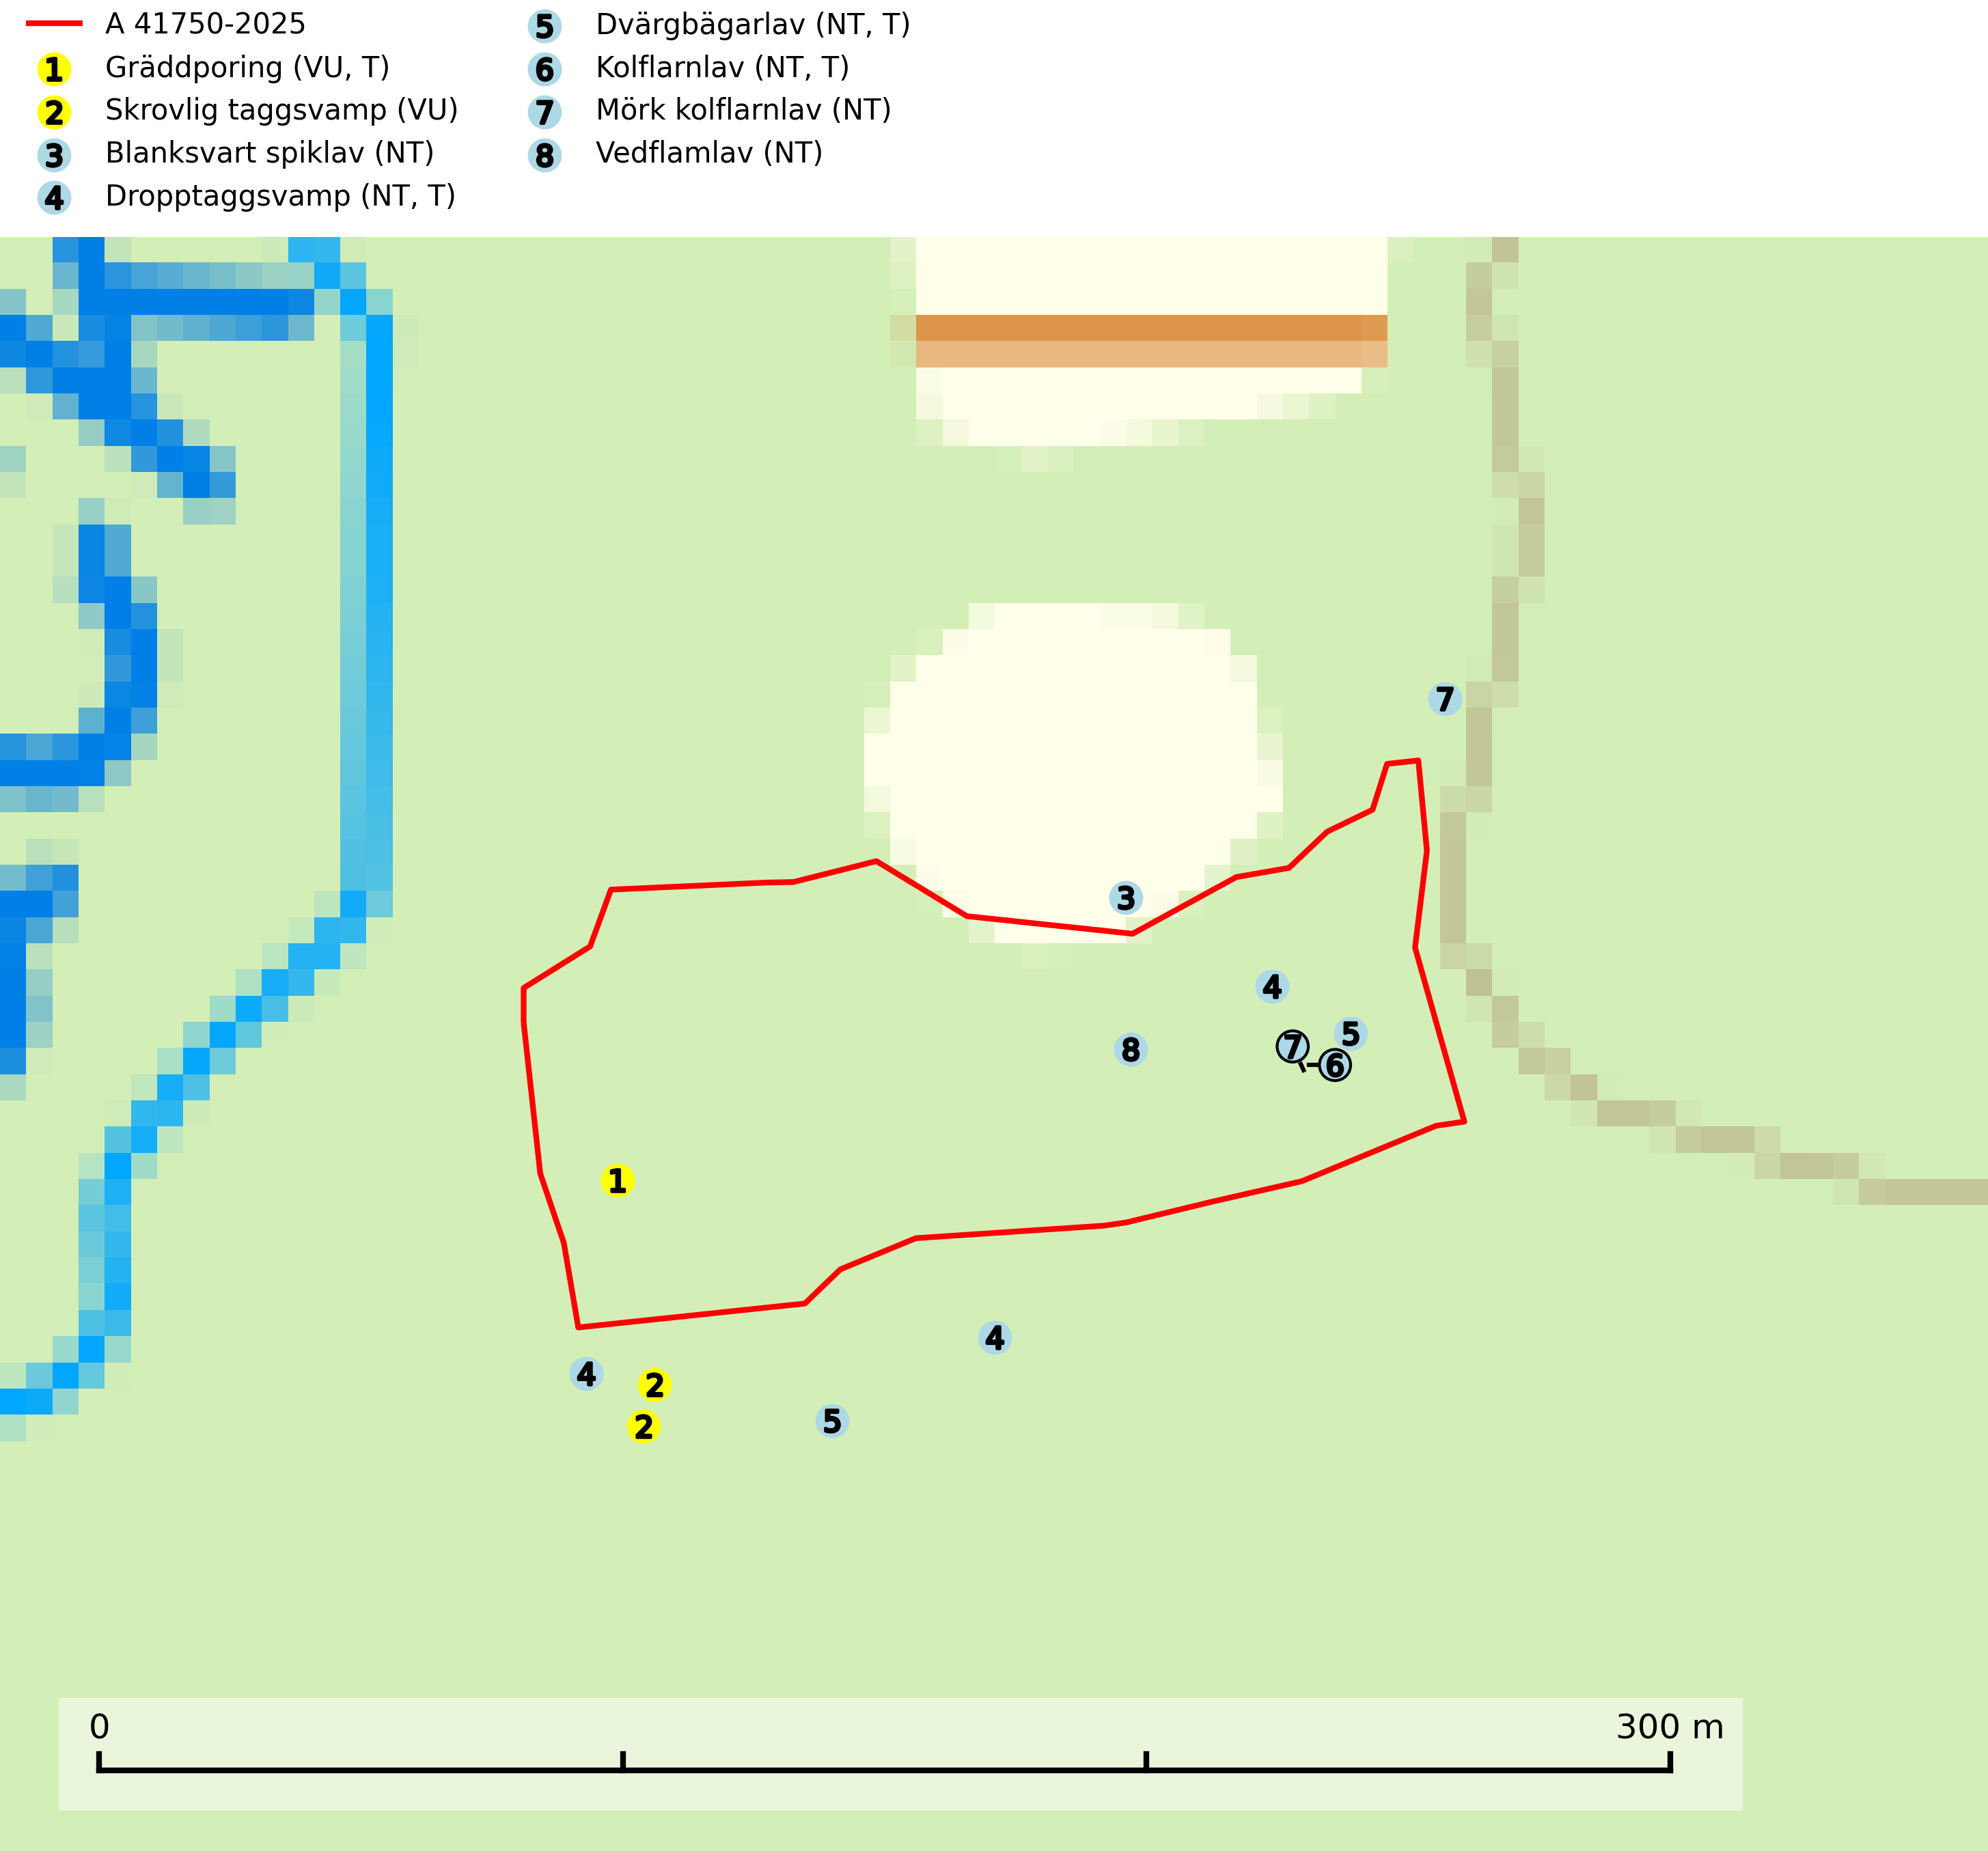 A 41750-2025
1 Gräddporing (VU, T)
2 Skrovlig taggsvamp (VU)
3 Blanksvart spiklav (NT)
4 Dropptaggsvamp (NT, T)
5 Dvärgbägarlav (NT, T)
6 Kolflarnlav (NT, T)
7 Mörk kolflarnlav (NT)
8 Vedflamlav (NT)
7
3
4
5
7
8
6
1
4
4
2
5
2
0
300 m